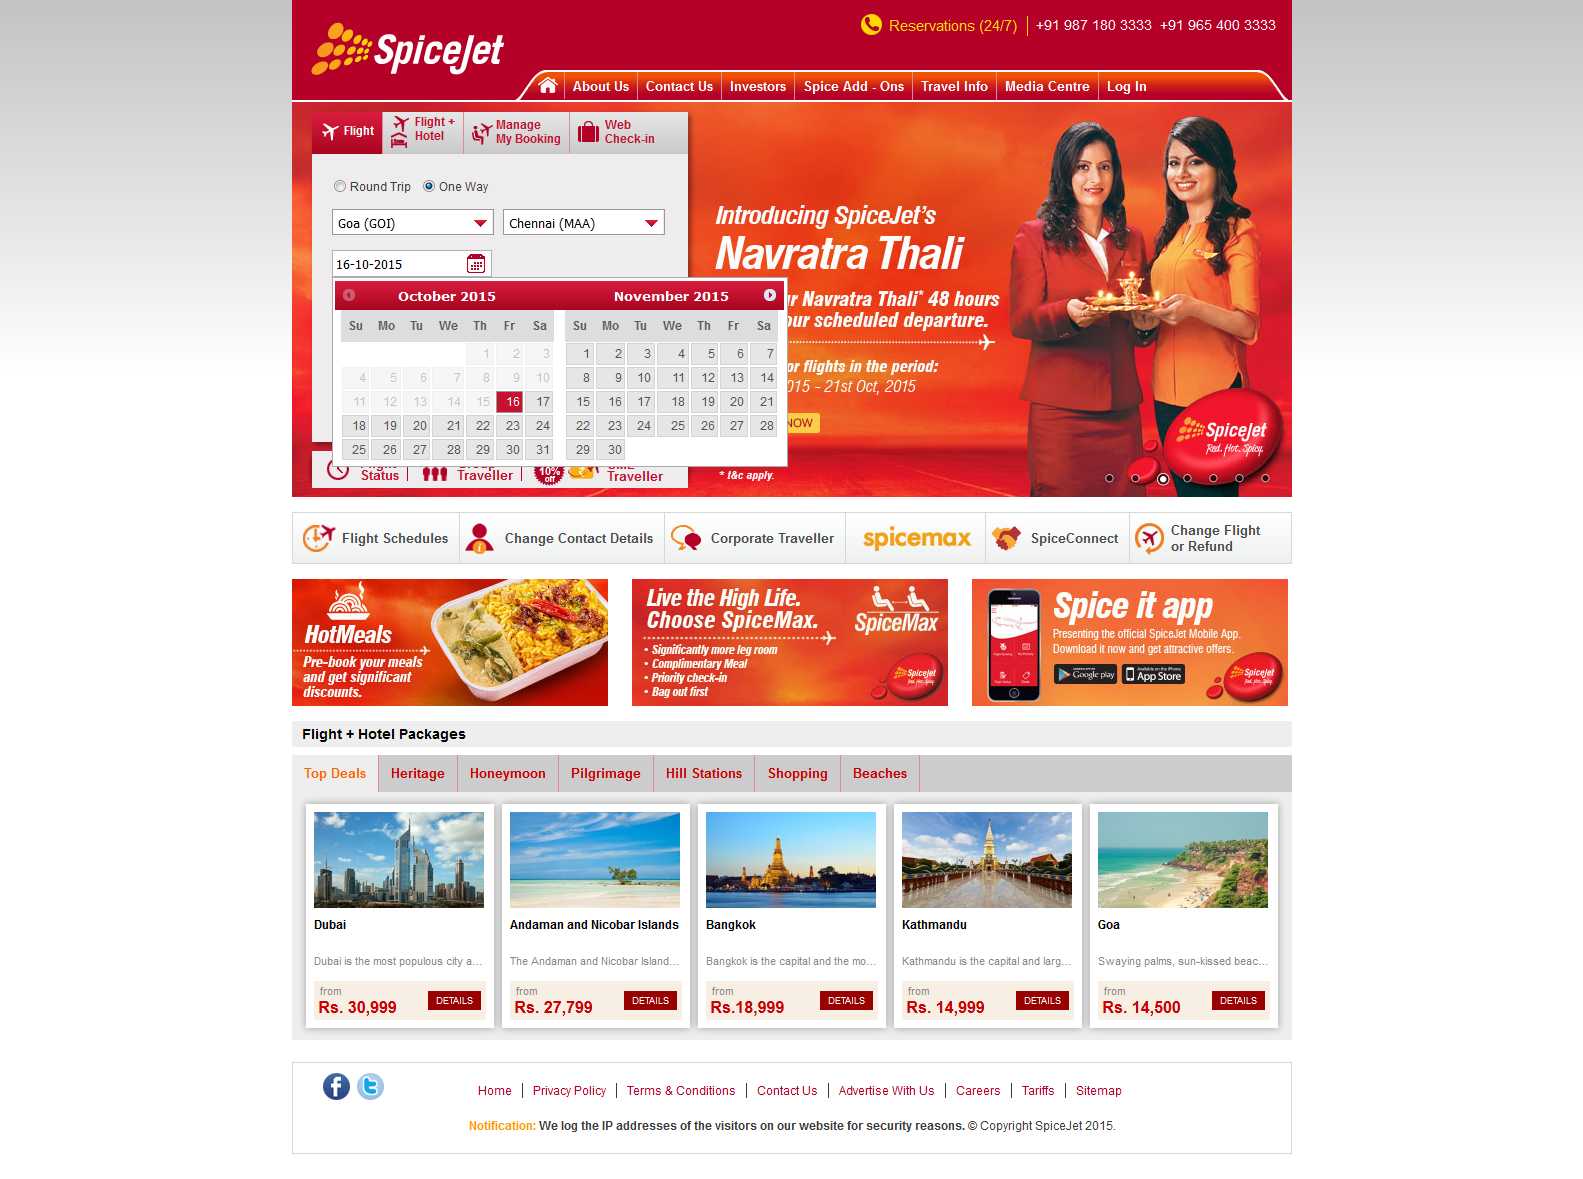 SpiceJet
Reservations (24/7) +91 987 180 3333 +91 965 400 3333
About Us Contact Us Investors Spice Add - Ons Travel Info Media Centre Log In
Flight
Flight +
Hotel
Manage
My Booking
Web
Check-in
Round Trip One Way
Goa (GOI) Chennai (MAA)
16-10-2015
October 2015 November 2015
Su Mo Tu We Th Fr Sa Su Mo Tu We Th Fr Sa
1 2 3 1 2 3 4 5 6 7
4 5 6 7 8 9 10 8 9 10 11 12 13 14
11 12 13 14 15 16 17 15 16 17 18 19 20 21
18 19 20 21 22 23 24 22 23 24 25 26 27 28
25 26 27 28 29 30 31 29 30
Status
Traveller
10%
off
Traveller
Introducing SpiceJet's
Navratra Thali
Navratra Thali* 48 hours
scheduled departure.
flights in the period:
- 21st Oct, 2015
NOW
* t&c apply.
SpiceJet
Red. Hot. Spicy.
Flight Schedules
Change Contact Details
Corporate Traveller
spicemax
SpiceConnect
Change Flight
or Refund
HotMeals
Pre-book your meals
and get significant
discounts.
Live the High Life.
Choose SpiceMax.
• Significantly more leg room
• Complimentary Meal
• Priority check-in
• Bag out first
SpiceMax
SpiceJet
Red. Hot. Spicy.
Spice it app
Presenting the official SpiceJet Mobile App.
Download it now and get attractive offers.
Google play
Available on the iPhone
App Store
SpiceJet
Red. Hot. Spicy.
Flight + Hotel Packages
Top Deals Heritage Honeymoon Pilgrimage Hill Stations Shopping Beaches
Dubai
Dubai is the most populous city a...
from
Rs. 30,999
DETAILS
Andaman and Nicobar Islands
The Andaman and Nicobar Island...
from
Rs. 27,799
DETAILS
Bangkok
Bangkok is the capital and the mo...
from
Rs.18,999
DETAILS
Kathmandu
Kathmandu is the capital and larg...
from
Rs. 14,999
DETAILS
Goa
Swaying palms, sun-kissed beac...
from
Rs. 14,500
DETAILS
Home Privacy Policy Terms & Conditions Contact Us Advertise With Us Careers Tariffs Sitemap
Notification: We log the IP addresses of the visitors on our website for security reasons. © Copyright SpiceJet 2015.